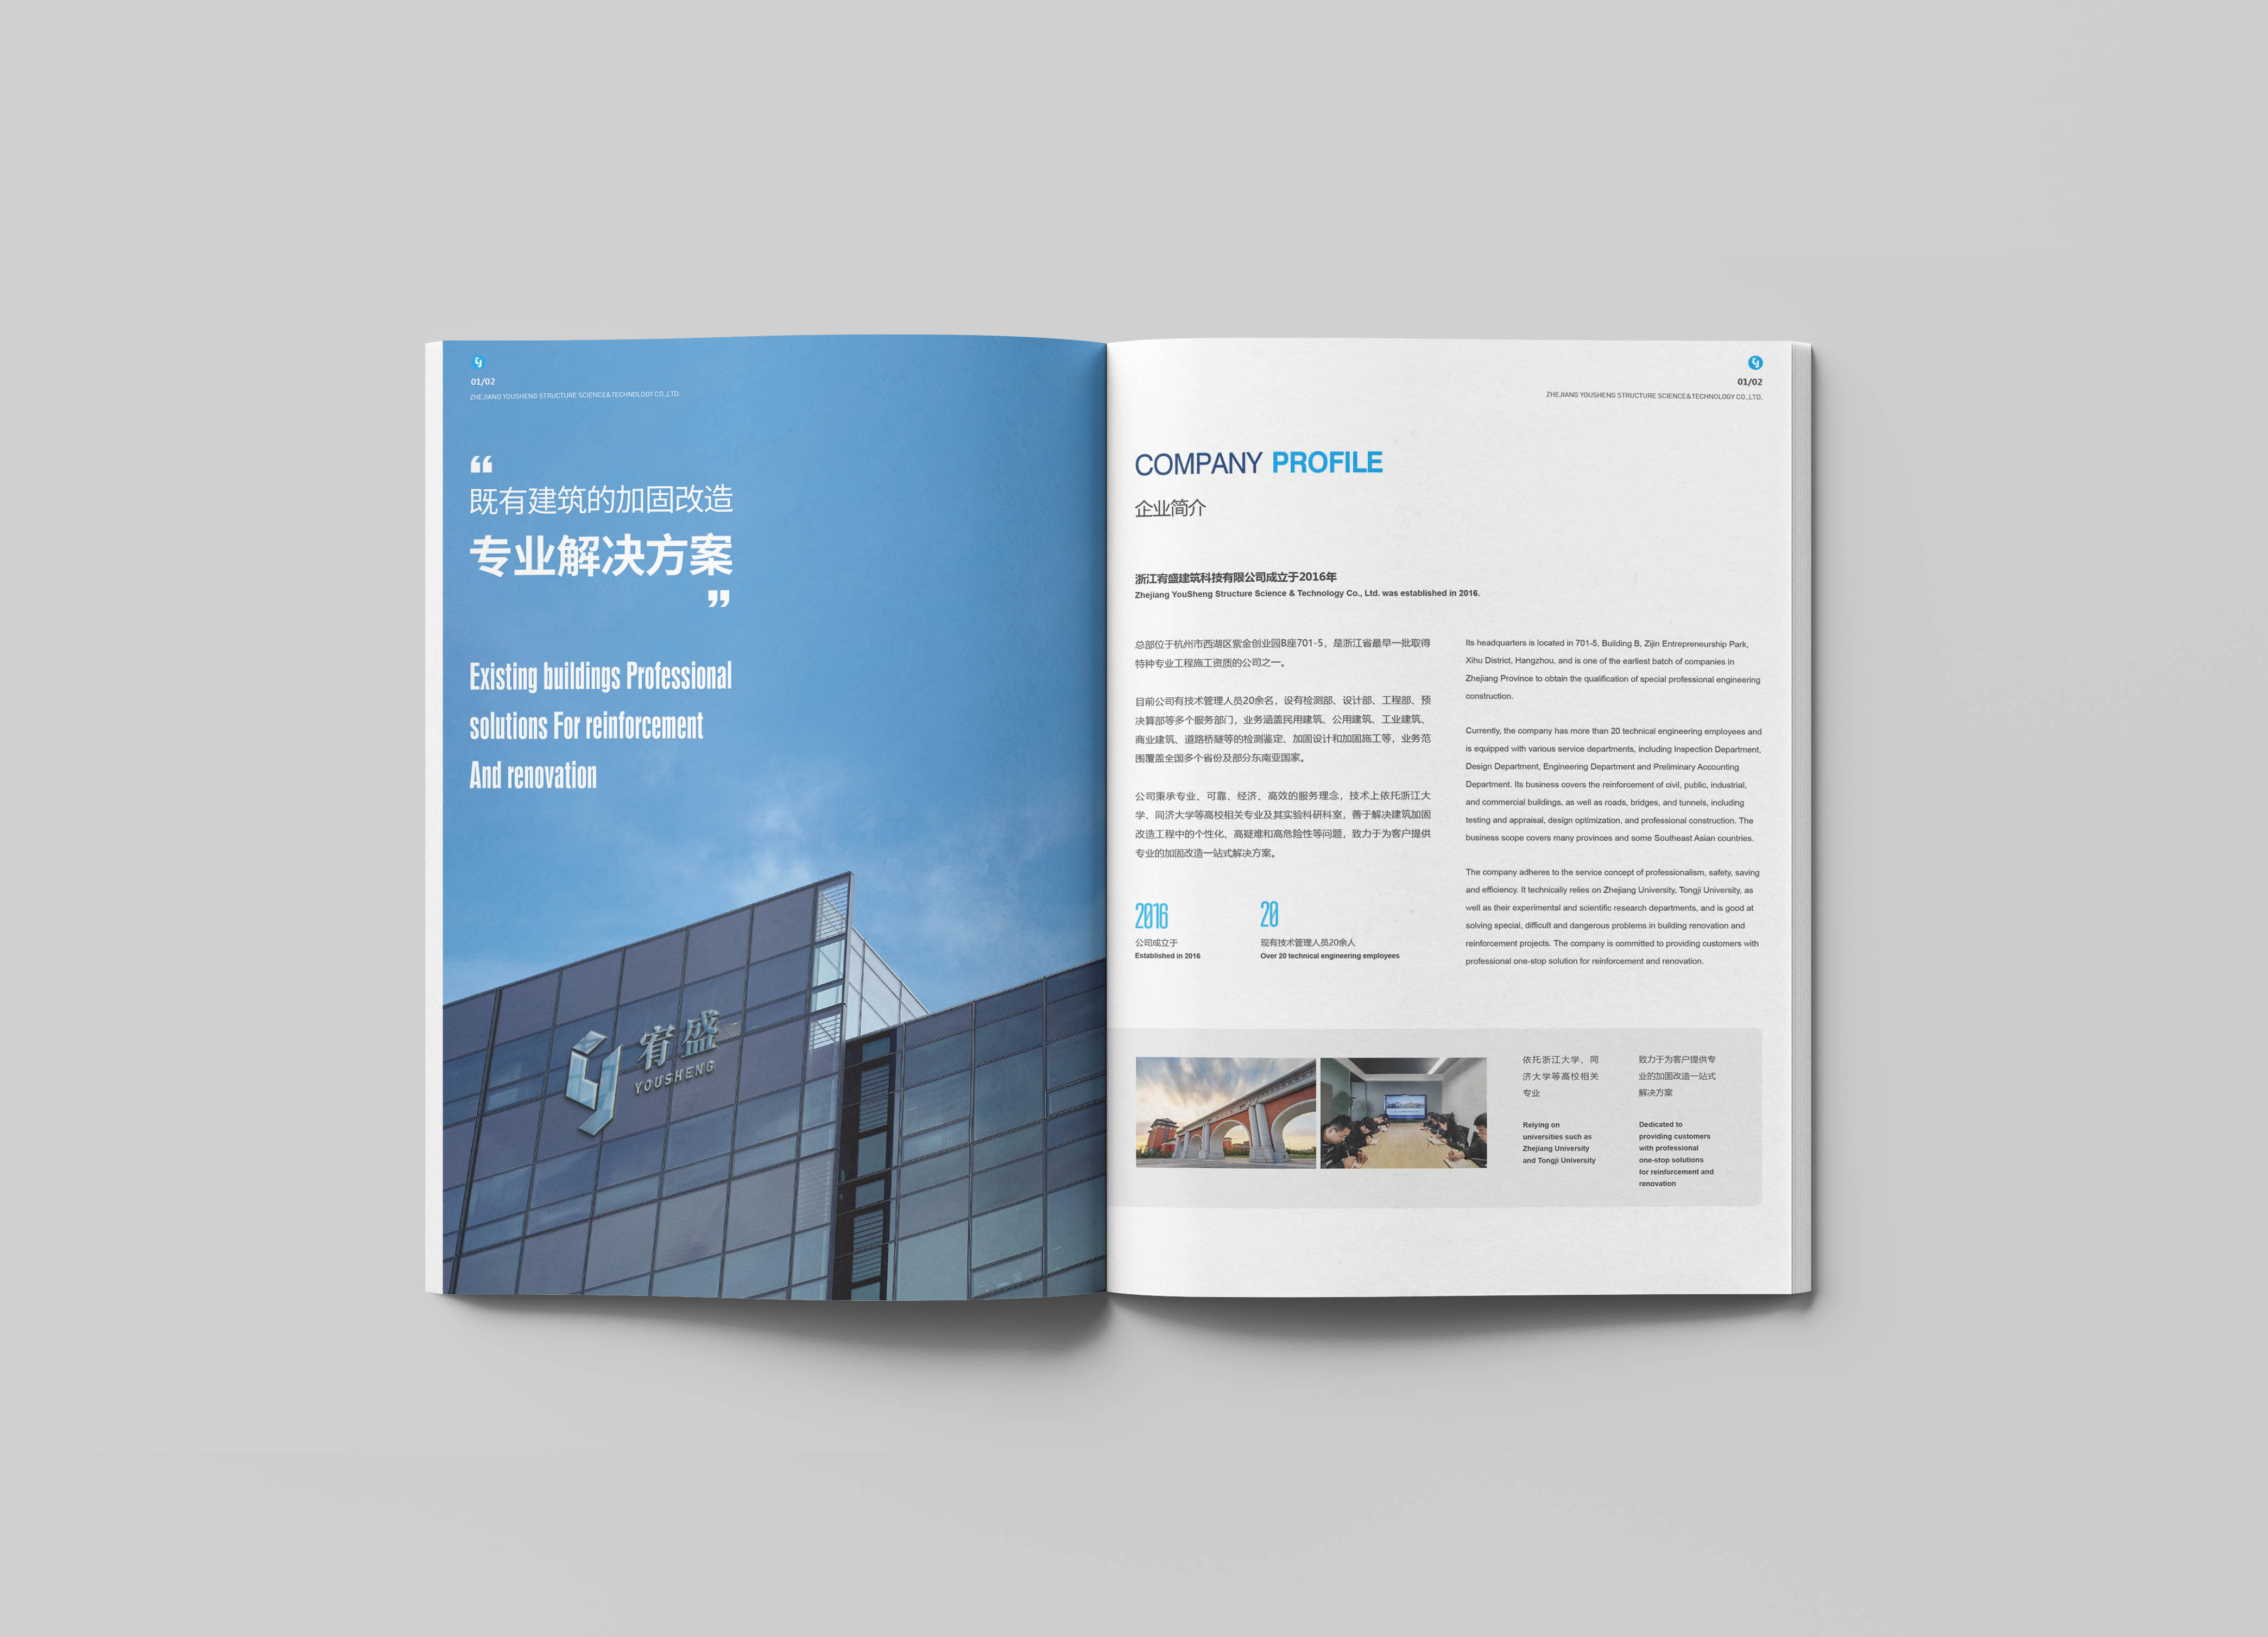 01/02
ZHEJIANG YOUSHENG STRUCTURE SCIENCE&TECHNOLOGY CO.,LTD.
“
既有建筑的加固改造
专业解决方案
”
Existing buildings Professional
solutions For reinforcement
And renovation
宥盛
YOUSHENG
01/02
ZHEJIANG YOUSHENG STRUCTURE SCIENCE&TECHNOLOGY CO.,LTD.
COMPANY PROFILE
企业简介
浙江宥盛建筑科技有限公司成立于2016年
Zhejiang YouSheng Structure Science & Technology Co., Ltd. was established in 2016.
总部位于杭州市西湖区紫金创业园B座701-5，是浙江省最早一批取得
特种专业工程施工资质的公司之一。
目前公司有技术管理人员20余名，设有检测部、设计部、工程部、预
决算部等多个服务部门，业务涵盖民用建筑、公用建筑、工业建筑、
商业建筑、道路桥隧等的检测鉴定、加固设计和加固施工等，业务范
围覆盖全国多个省份及部分东南亚国家。
公司秉承专业、可靠、经济、高效的服务理念，技术上依托浙江大
学、同济大学等高校相关专业及其实验科研科室，善于解决建筑加固
改造工程中的个性化、高疑难和高危险性等问题，致力于为客户提供
专业的加固改造一站式解决方案。
2016
公司成立于
Established in 2016
20
现有技术管理人员20余人
Over 20 technical engineering employees
Its headquarters is located in 701-5, Building B, Zijin Entrepreneurship Park,
Xihu District, Hangzhou, and is one of the earliest batch of companies in
Zhejiang Province to obtain the qualification of special professional engineering
construction.
Currently, the company has more than 20 technical engineering employees and
is equipped with various service departments, including Inspection Department,
Design Department, Engineering Department and Preliminary Accounting
Department. Its business covers the reinforcement of civil, public, industrial,
and commercial buildings, as well as roads, bridges, and tunnels, including
testing and appraisal, design optimization, and professional construction. The
business scope covers many provinces and some Southeast Asian countries.
The company adheres to the service concept of professionalism, safety, saving
and efficiency. It technically relies on Zhejiang University, Tongji University, as
well as their experimental and scientific research departments, and is good at
solving special, difficult and dangerous problems in building renovation and
reinforcement projects. The company is committed to providing customers with
professional one-stop solution for reinforcement and renovation.
依托浙江大学、同
济大学等高校相关
专业
Relying on
universities such as
Zhejiang University
and Tongji University
致力于为客户提供专
业的加固改造一站式
解决方案
Dedicated to
providing customers
with professional
one-stop solutions
for reinforcement and
renovation